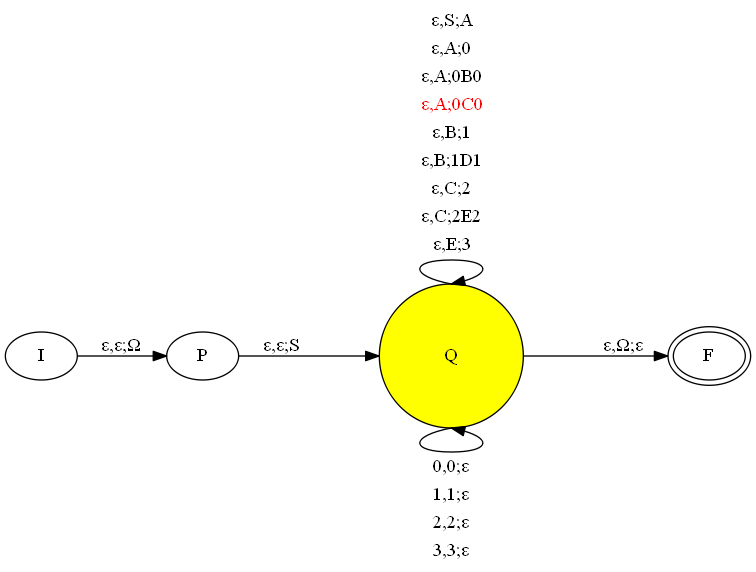 ε,S;A
ε,A;0
ε,A;0B0
ε,A;0C0
ε,B;1
ε,B;1D1
ε,C;2
ε,C;2E2
ε,E;3
I
ε,ε;Ω
P
ε,ε;S
Q
ε,Ω;ε
F
0,0;ε
1,1;ε
2,2;ε
3,3;ε